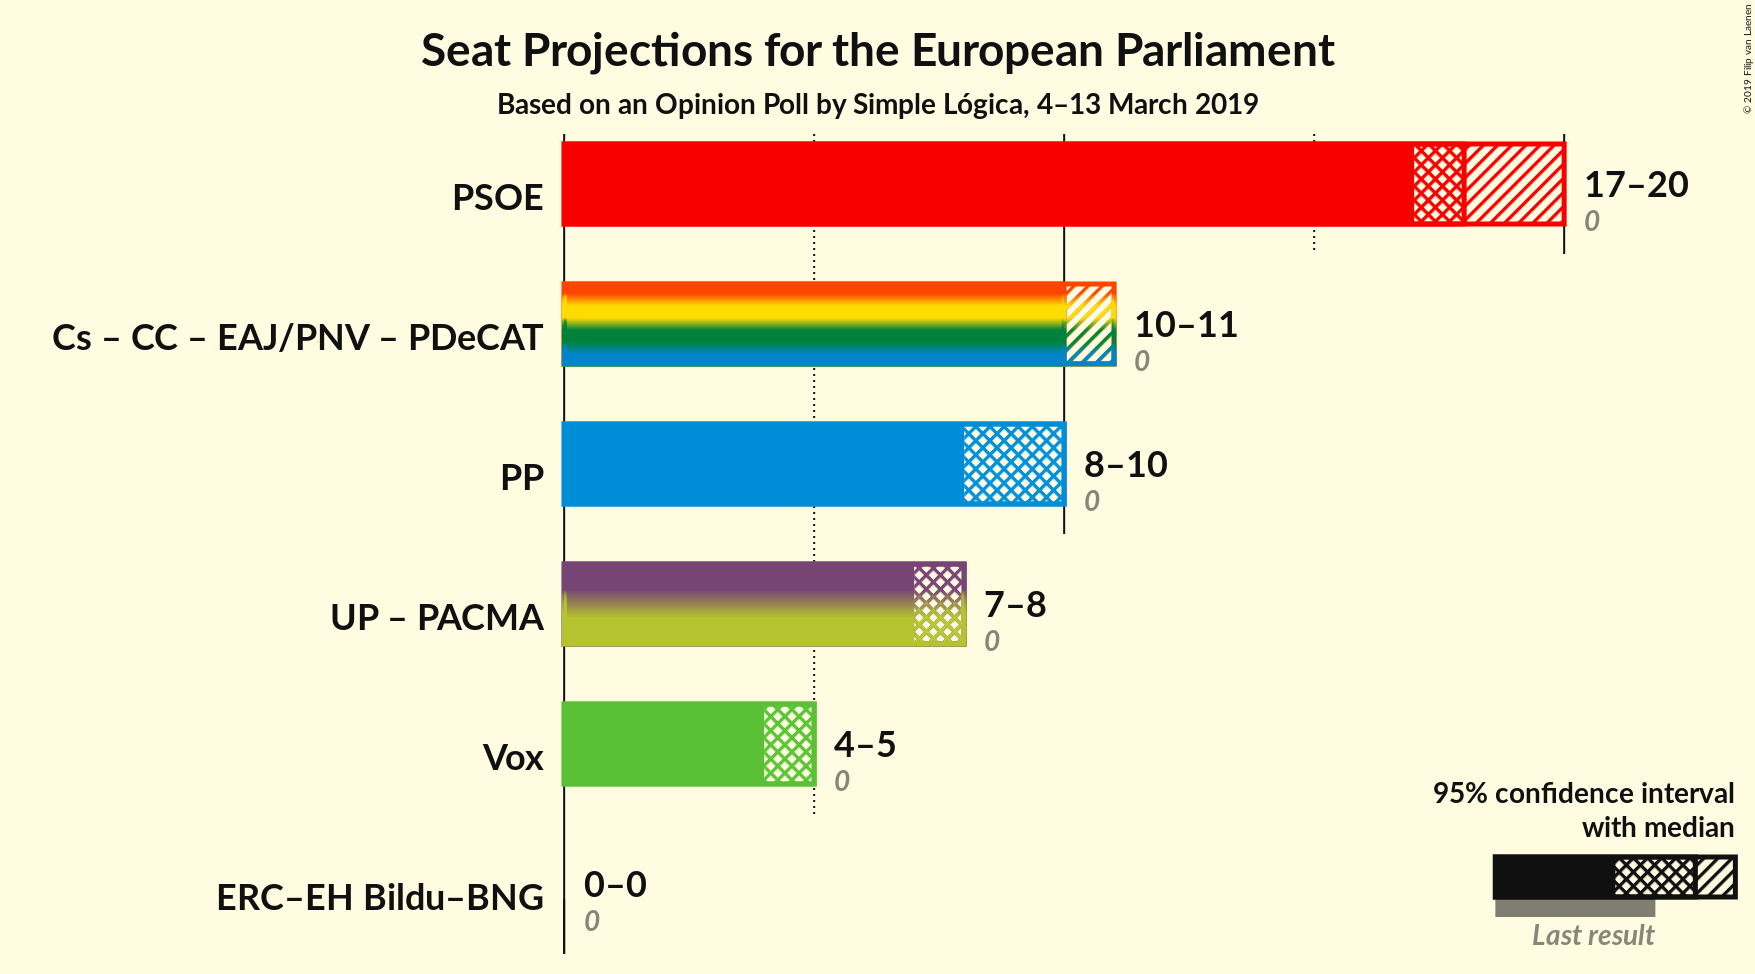 Seat Projections for the European Parliament
Based on an Opinion Poll by Simple Lógica, 4–13 March 2019
© 2019 Filip van Laenen
PSOE
17–20
0
Cs – CC – EAJ/PNV – PDeCAT
10–11
0
PP
8–10
0
UP – PACMA
7–8
0
Vox
4–5
0
ERC–EH Bildu–BNG
0–0
0
95% confidence interval
with median
Last result